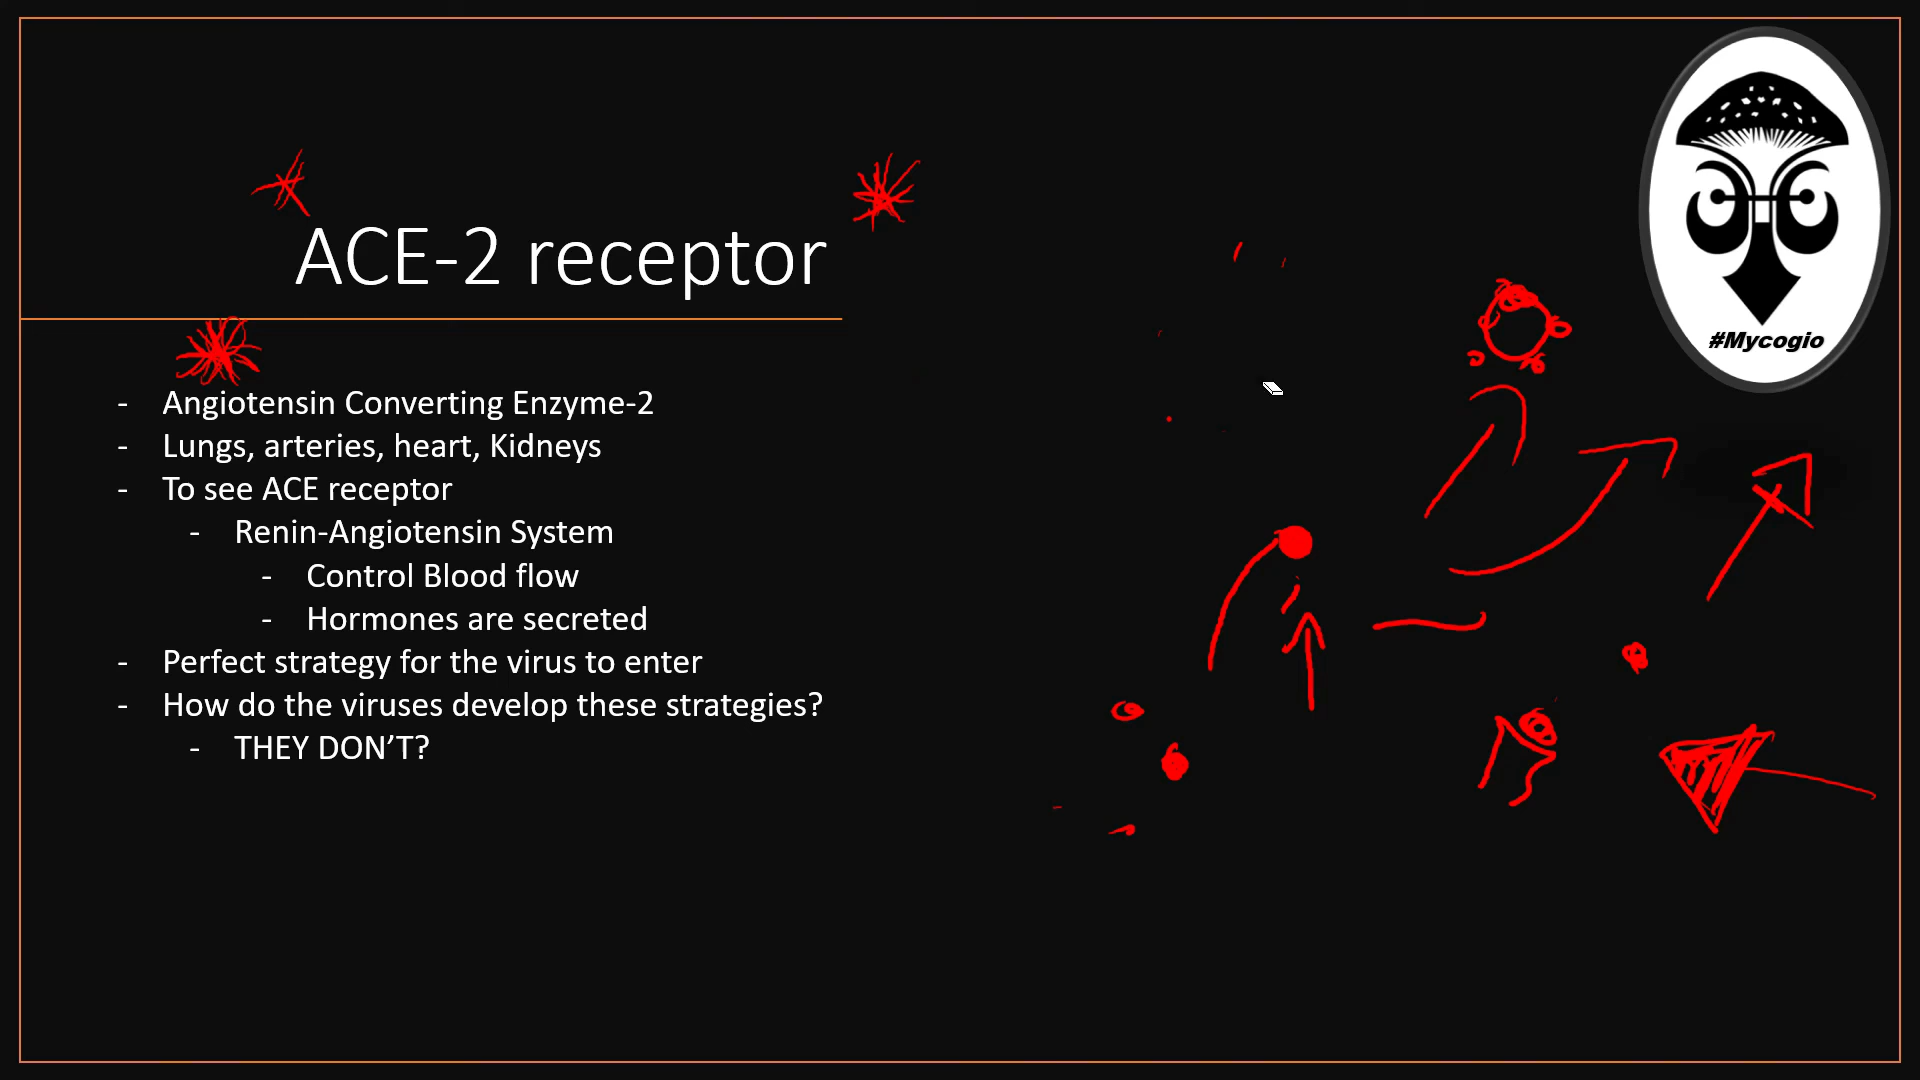 ACE-2 receptor
- Angiotensin Converting Enzyme-2
- Lungs, arteries, heart, Kidneys
- To see ACE receptor
- Renin-Angiotensin System
- Control Blood flow
- Hormones are secreted
- Perfect strategy for the virus to enter
- How do the viruses develop these strategies?
- THEY DON’T?
#Mycogio